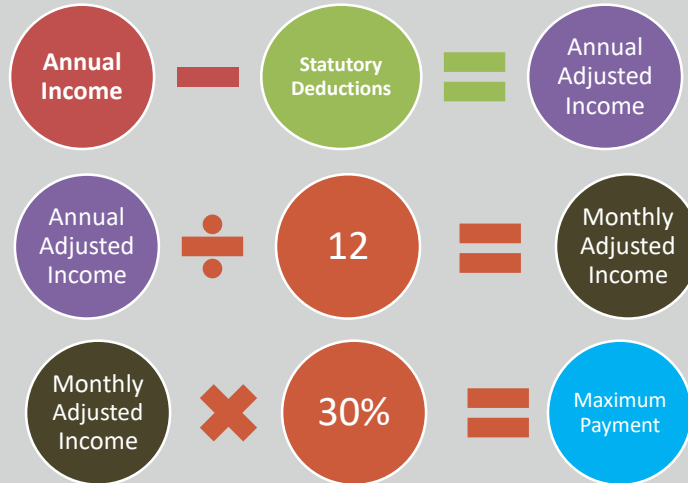 Annual
Income
Statutory
Deductions
Annual
Adjusted
Income
Annual
Adjusted
Income
12
Monthly
Adjusted
Income
Monthly
Adjusted
Income
30%
Maximum
Payment